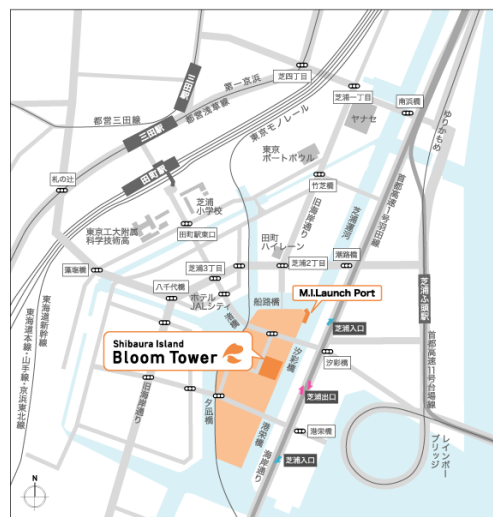 三田駅
第一京浜
芝四丁目
都営三田線
都営浅草線
三田駅
芝浦一丁目
南浜橋
ヤナセ
ゆりかもめ
東京モノレール
田町駅
札の辻
東京
ポートボウル
竹芝橋
首都高速1号羽田線
芝浦
小学校
旧海岸通り
芝浦運河
東京工大附属
科学技術高
田町駅東口
田町
ハイレーン
潮路橋
藻塩橋
芝浦3丁目
芝浦2丁目
八千代橋
ホテル
JALシティ
船路橋
M.I.Launch Port
芝浦ふ頭駅
芝浦入口
Shibaura Island
Bloom Tower
汐彩橋
汐彩橋
東海道新幹線
東海道本線・山手線・京浜東北線
首都高速11号台場線
旧海岸通り
夕凪橋
芝浦出口
港栄橋
港栄橋
海岸通り
芝浦入口
レインボー
ブリッジ
N